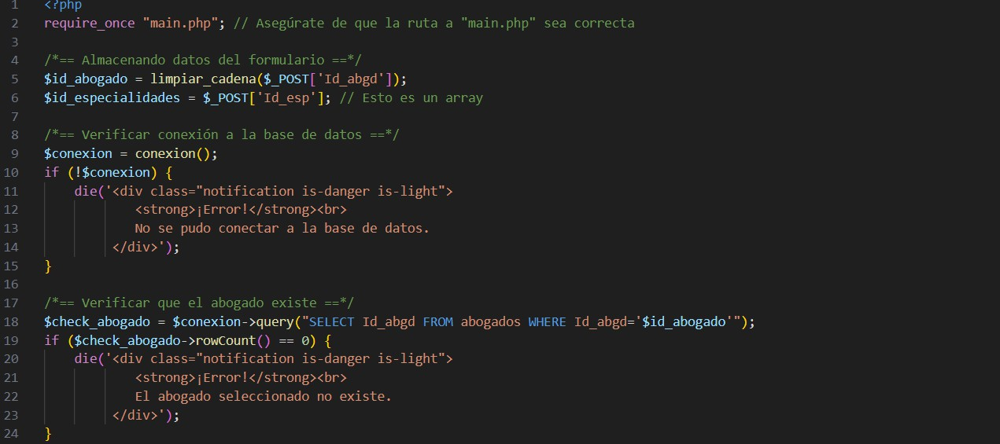 1 <?php
2 require_once "main.php"; // Asegúrate de que la ruta a "main.php" sea correcta
3
4 /*== Almacenando datos del formulario ==*/
5 $id_abogado = limpiar_cadena($_POST['Id_abgd']);
6 $id_especialidades = $_POST['Id_esp']; // Esto es un array
7
8 /*== Verificar conexión a la base de datos ==*/
9 $conexion = conexion();
10 if (!$conexion) {
11     die('<div class="notification is-danger is-light">
12             <strong>¡Error!</strong><br>
13             No se pudo conectar a la base de datos.
14          </div>');
15 }
16
17 /*== Verificar que el abogado existe ==*/
18 $check_abogado = $conexion->query("SELECT Id_abgd FROM abogados WHERE Id_abgd='$id_abogado'");
19 if ($check_abogado->rowCount() == 0) {
20     die('<div class="notification is-danger is-light">
21             <strong>¡Error!</strong><br>
22             El abogado seleccionado no existe.
23          </div>');
24 }